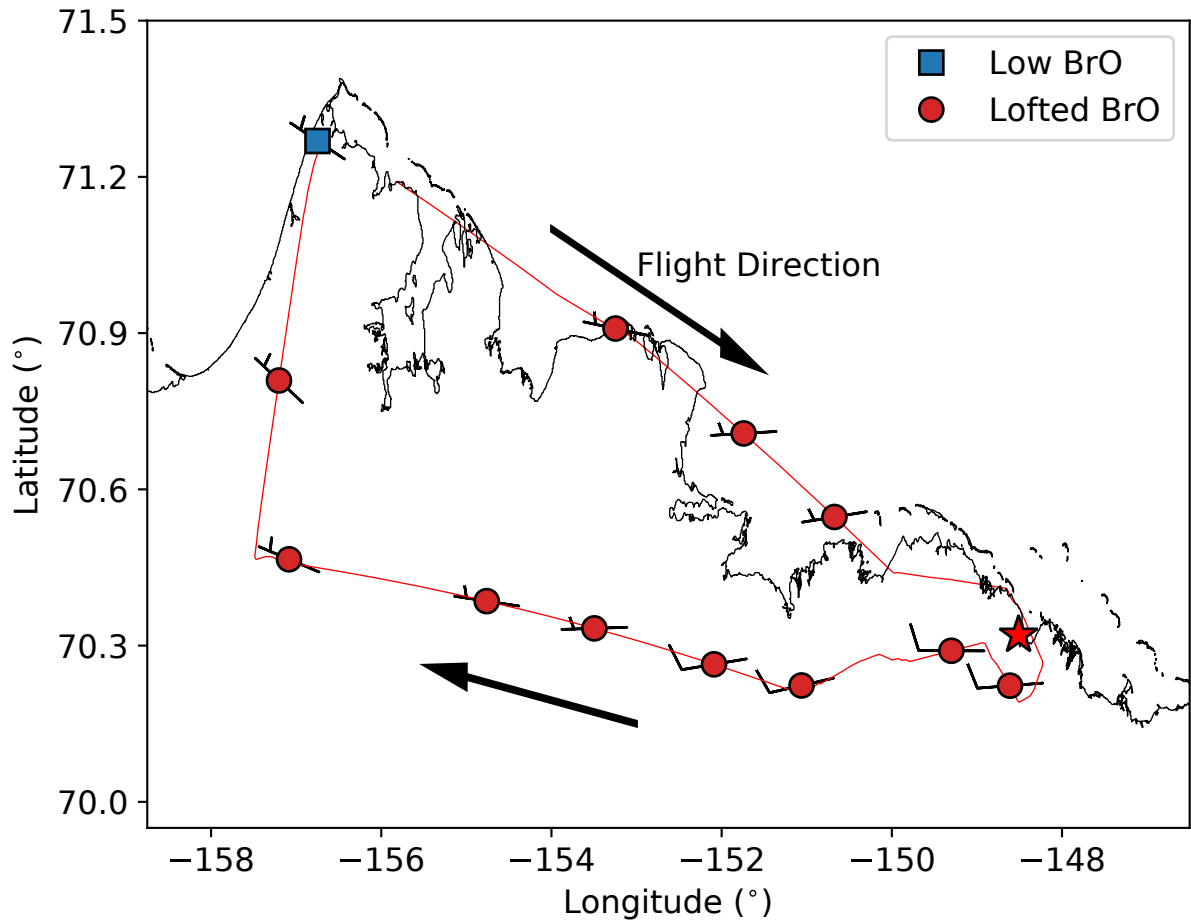 71.5
Low BrO
Lofted BrO
71.2
Flight Direction
70.9
Latitude (°)
70.6
70.3
70.0
−158
−156
−154
−152
−150
−148
Longitude (°)